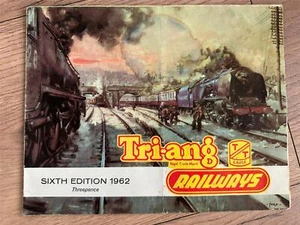 Tri-ang
T
T
RAILWAYS
SIXTH EDITION 1962
Threepence